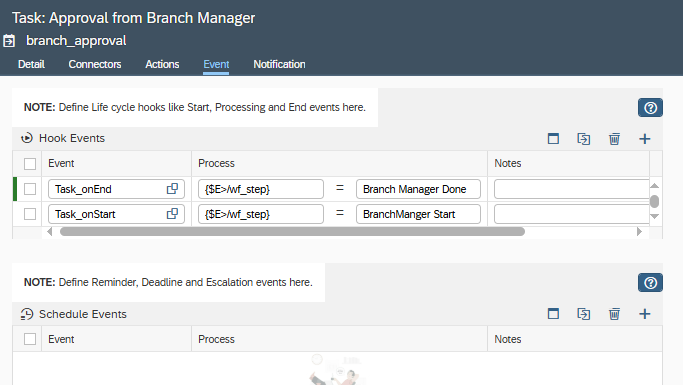 Task: Approval from Branch Manager
branch_approval
Detail Connectors Actions Event Notification
NOTE: Define Life cycle hooks like Start, Processing and End events here.
Hook Events
Event Process Notes
Task_onEnd {$E>/wf_step} = Branch Manager Done
Task_onStart {$E>/wf_step} = BranchManger Start
NOTE: Define Reminder, Deadline and Escalation events here.
Schedule Events
Event Process Notes